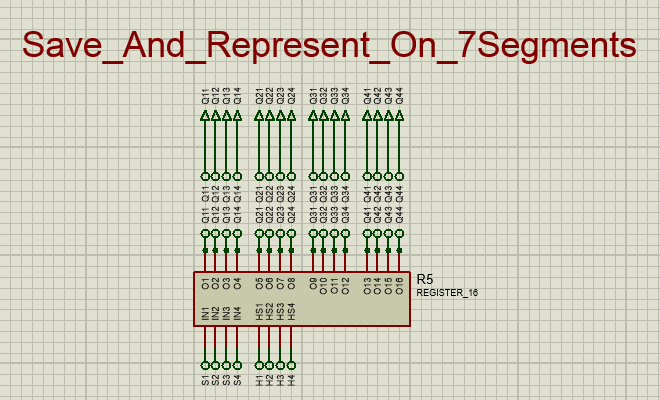 Save_And_Represent_On_7Segments
Q11 Q12 Q13 Q14 Q21 Q22 Q23 Q24 Q31 Q32 Q33 Q34 Q41 Q42 Q43 Q44
Q11 Q12 Q13 Q14 Q21 Q22 Q23 Q24 Q31 Q32 Q33 Q34 Q41 Q42 Q43 Q44
Q11 Q12 Q13 Q14 Q21 Q22 Q23 Q24 Q31 Q32 Q33 Q34 Q41 Q42 Q43 Q44
O1 O2 O3 O4 O5 O6 O7 O8 O9 O10 O11 O12 O13 O14 O15 O16
R5
REGISTER_16
IN1 IN2 IN3 IN4 HS1 HS2 HS3 HS4
S1 S2 S3 S4 H1 H2 H3 H4